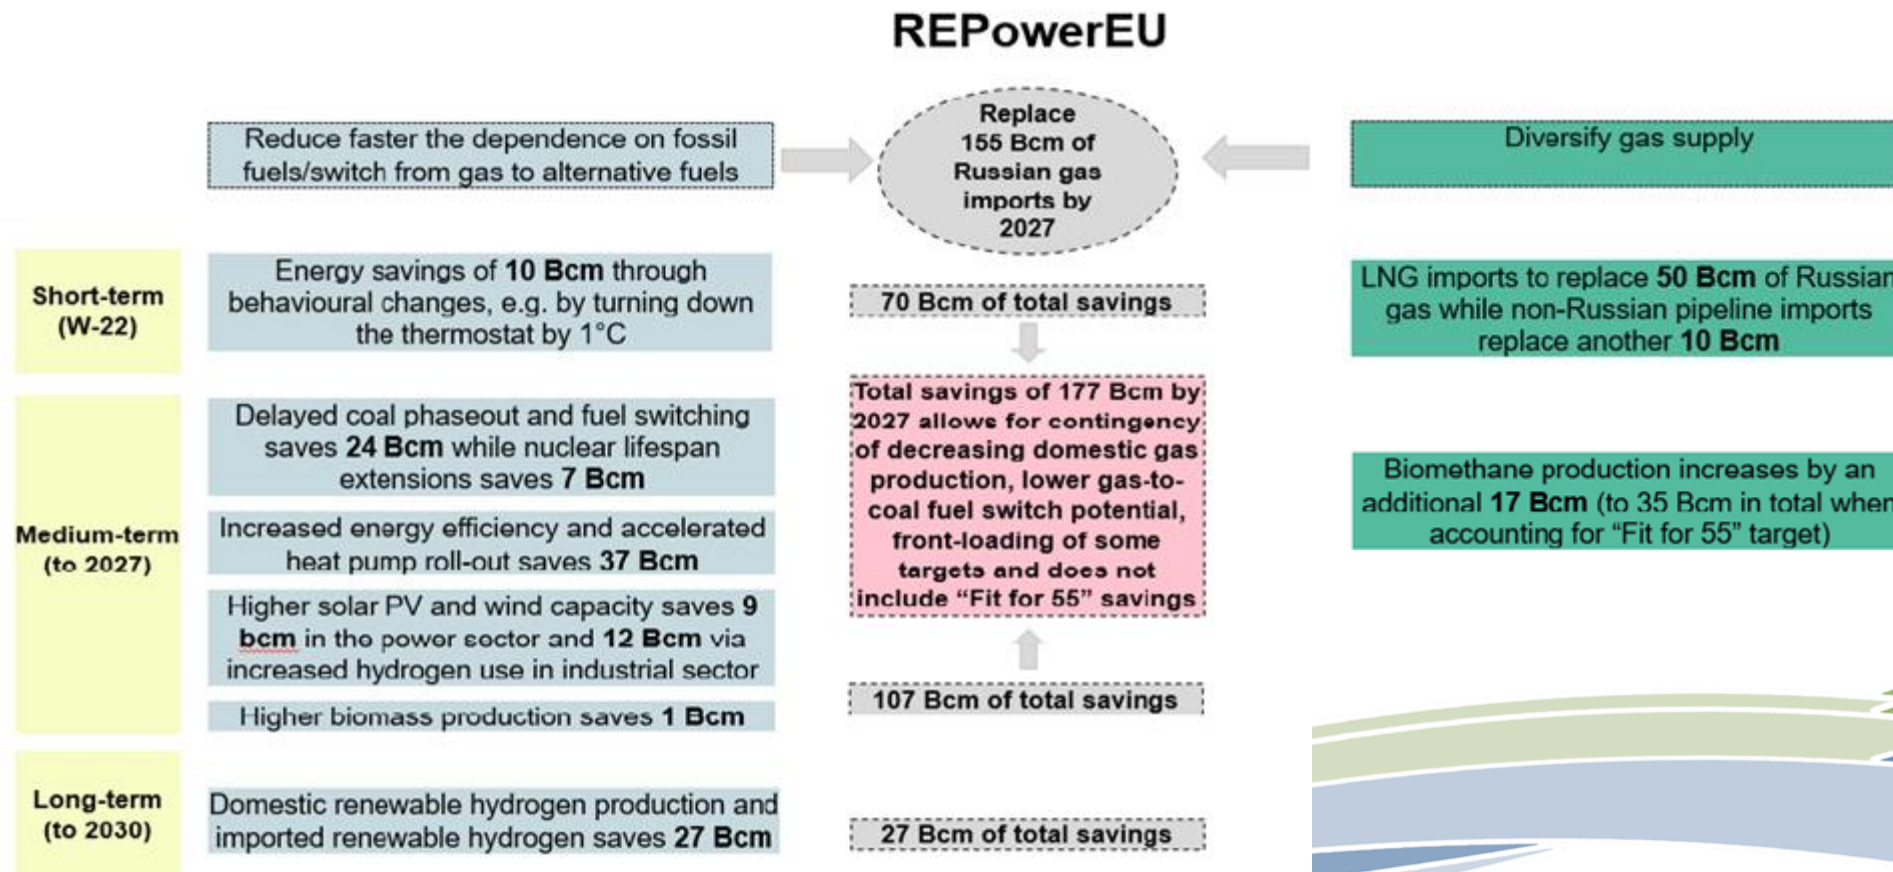 REPowerEU
Reduce faster the dependence on fossil
fuels/switch from gas to alternative fuels
Replace
155 Bcm of
Russian gas
imports by
2027
Diversify gas supply
Short-term
(W-22)
Energy savings of 10 Bcm through
behavioural changes, e.g. by turning down
the thermostat by 1°C
70 Bcm of total savings
LNG imports to replace 50 Bcm of Russian
gas while non-Russian pipeline imports
replace another 10 Bcm
Medium-term
(to 2027)
Delayed coal phaseout and fuel switching
saves 24 Bcm while nuclear lifespan
extensions saves 7 Bcm
Increased energy efficiency and accelerated
heat pump roll-out saves 37 Bcm
Higher solar PV and wind capacity saves 9
bcm in the power sector and 12 Bcm via
increased hydrogen use in industrial sector
Higher biomass production saves 1 Bcm
Total savings of 177 Bcm by
2027 allows for contingency
of decreasing domestic gas
production, lower gas-to-
coal fuel switch potential,
front-loading of some
targets and does not
include “Fit for 55” savings
107 Bcm of total savings
Biomethane production increases by an
additional 17 Bcm (to 35 Bcm in total when
accounting for “Fit for 55” target)
Long-term
(to 2030)
Domestic renewable hydrogen production and
imported renewable hydrogen saves 27 Bcm
27 Bcm of total savings